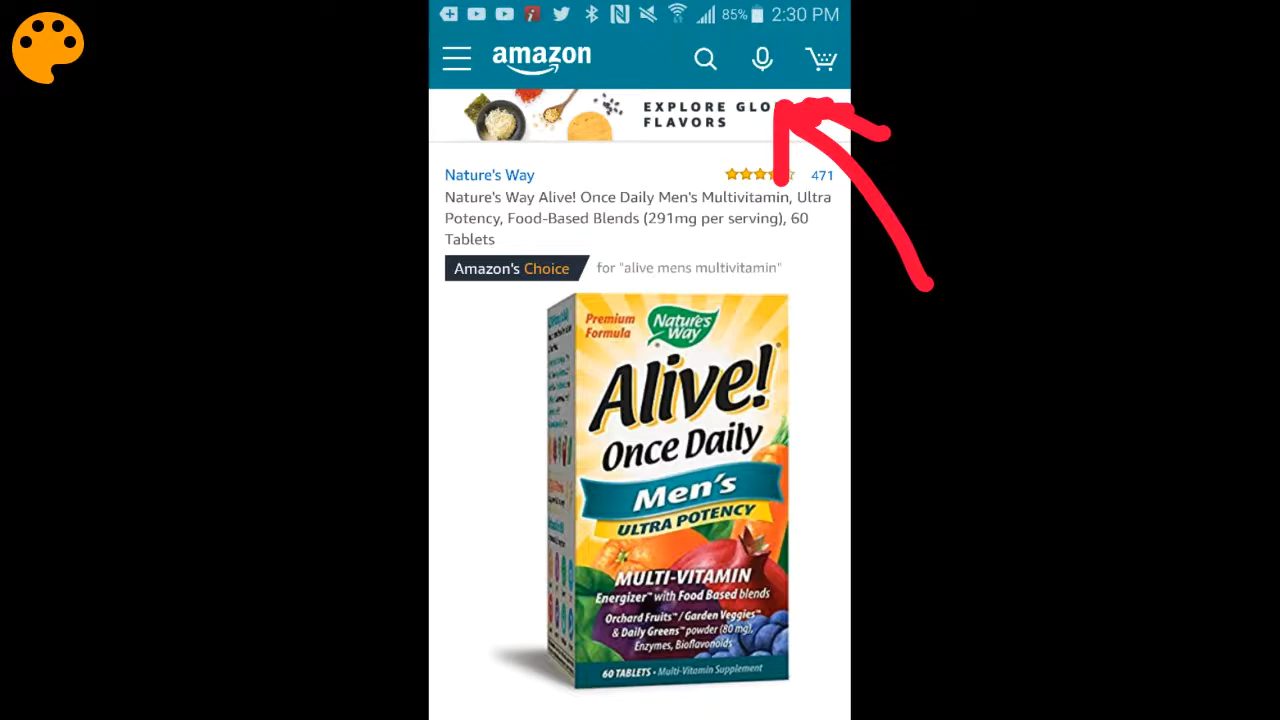 85% 2:30 PM
amazon
EXPLORE
FLAVORS
Nature's Way 471
Nature's Way Alive! Once Daily Men's Multivitamin, Ultra
Potency, Food-Based Blends (291mg per serving), 60
Tablets
Amazon's Choice for "alive mens multivitamin"
Premium
Formula
Nature's
Way
Alive!
Once Daily
Men's
ULTRA POTENCY
MULTI-VITAMIN
Energizer™ with Food Based blends
Orchard Fruits™ / Garden Veggies™
& Daily Greens™ powder (80 mg),
Enzymes, Bioflavonoids
60 TABLETS • Multi-Vitamin Supplement